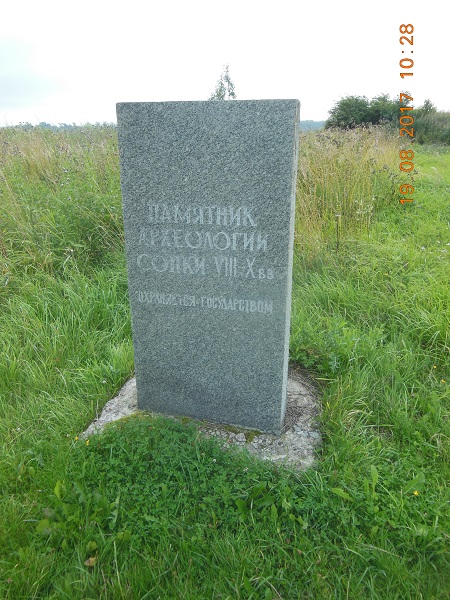 ПАМЯТНИК
АРХЕОЛОГИИ
СОПКИ VIII-X вв
ОХРАНЯЕТСЯ ГОСУДАРСТВОМ
19.08.2017 10:28